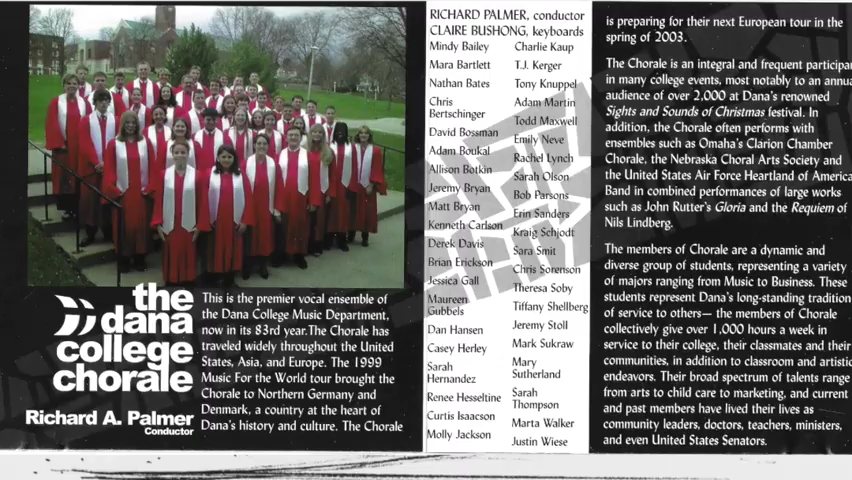 the
dana
college
chorale
Richard A. Palmer
Conductor
This is the premier vocal ensemble of
the Dana College Music Department,
now in its 83rd year.The Chorale has
traveled widely throughout the United
States, Asia, and Europe. The 1999
Music For the World tour brought the
Chorale to Northern Germany and
Denmark, a country at the heart of
Dana's history and culture. The Chorale
RICHARD PALMER, conductor
CLAIRE BUSHONG, keyboards
Mindy Bailey
Mara Bartlett
Nathan Bates
Chris
Bertschinger
David Bossman
Adam Boukal
Allison Botkin
Jeremy Bryan
Matt Bryan
Kenneth Carlson
Derek Davis
Brian Erickson
Jessica Gall
Maureen
Gubbels
Dan Hansen
Casey Herley
Sarah
Hernandez
Renee Hesseltine
Curtis Isaacson
Molly Jackson
Charlie Kaup
T.J. Kerger
Tony Knuppel
Adam Martin
Todd Maxwell
Emily Neve
Rachel Lynch
Sarah Olson
Bob Parsons
Erin Sanders
Kraig Schjodt
Sara Smit
Chris Sorenson
Theresa Soby
Tiffany Shellberg
Jeremy Stoll
Mark Sukraw
Mary
Sutherland
Sarah
Thompson
Marta Walker
Justin Wiese
is preparing for their next European tour in the
spring of 2003.
The Chorale is an integral and frequent participan
in many college events, most notably to an annua
audience of over 2,000 at Dana's renowned
Sights and Sounds of Christmas festival. In
addition, the Chorale often performs with
ensembles such as Omaha's Clarion Chamber
Chorale, the Nebraska Choral Arts Society and
the United States Air Force Heartland of America
Band in combined performances of large works
such as John Rutter's Gloria and the Requiem of
Nils Lindberg.
The members of Chorale are a dynamic and
diverse group of students, representing a variety
of majors ranging from Music to Business. These
students represent Dana's long-standing tradition
of service to others— the members of Chorale
collectively give over 1,000 hours a week in
service to their college, their classmates and their
communities, in addition to classroom and artistic
endeavors. Their broad spectrum of talents range
from arts to child care to marketing, and current
and past members have lived their lives as
community leaders, doctors, teachers, ministers,
and even United States Senators.